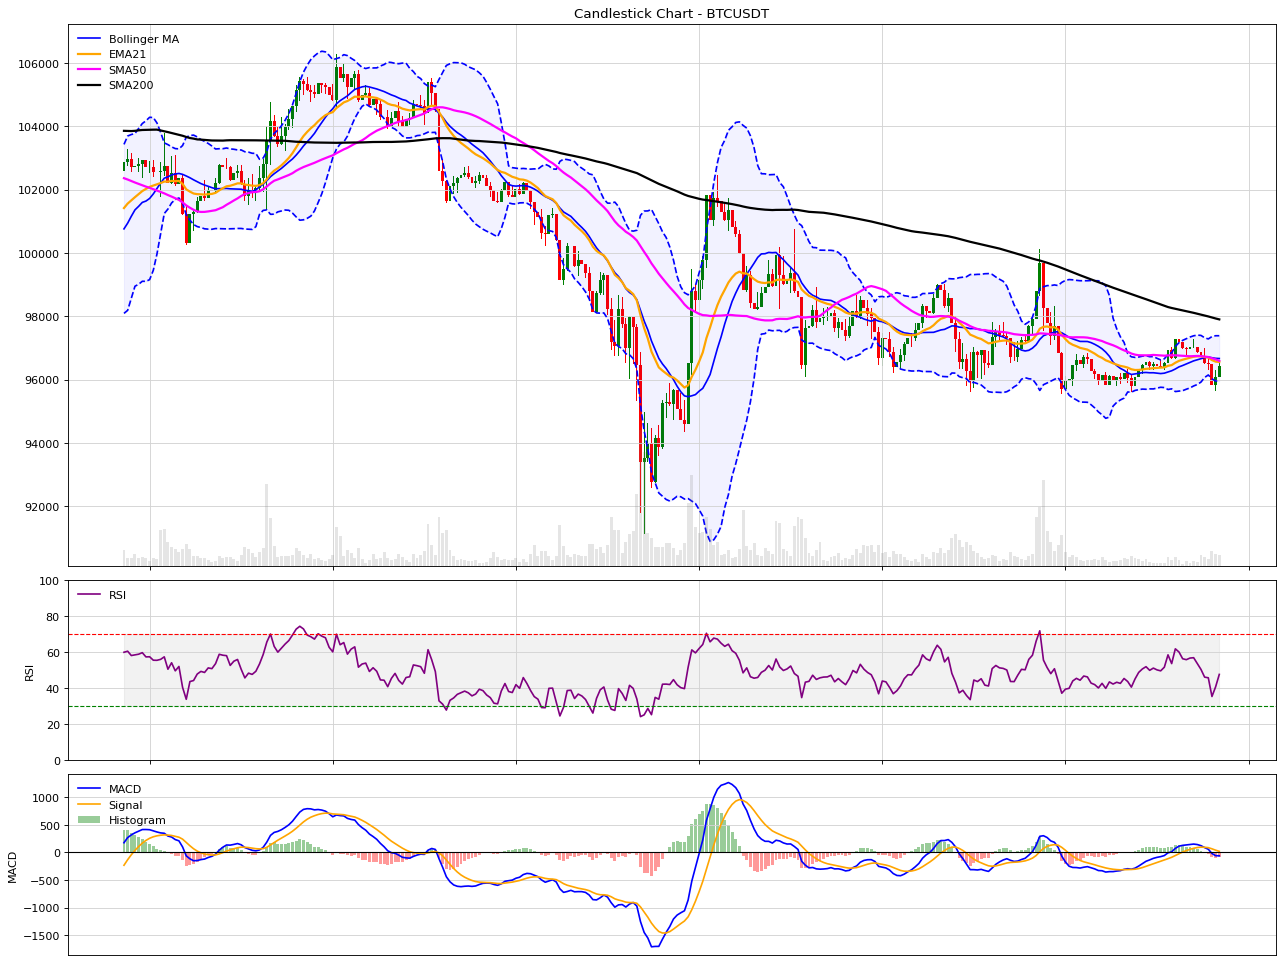 Candlestick Chart - BTCUSDT
Bollinger MA
EMA21
SMA50
SMA200
106000
104000
102000
100000
98000
96000
94000
92000
RSI
RSI
100
80
60
40
20
0
MACD
Signal
Histogram
MACD
1000
500
0
−500
−1000
−1500